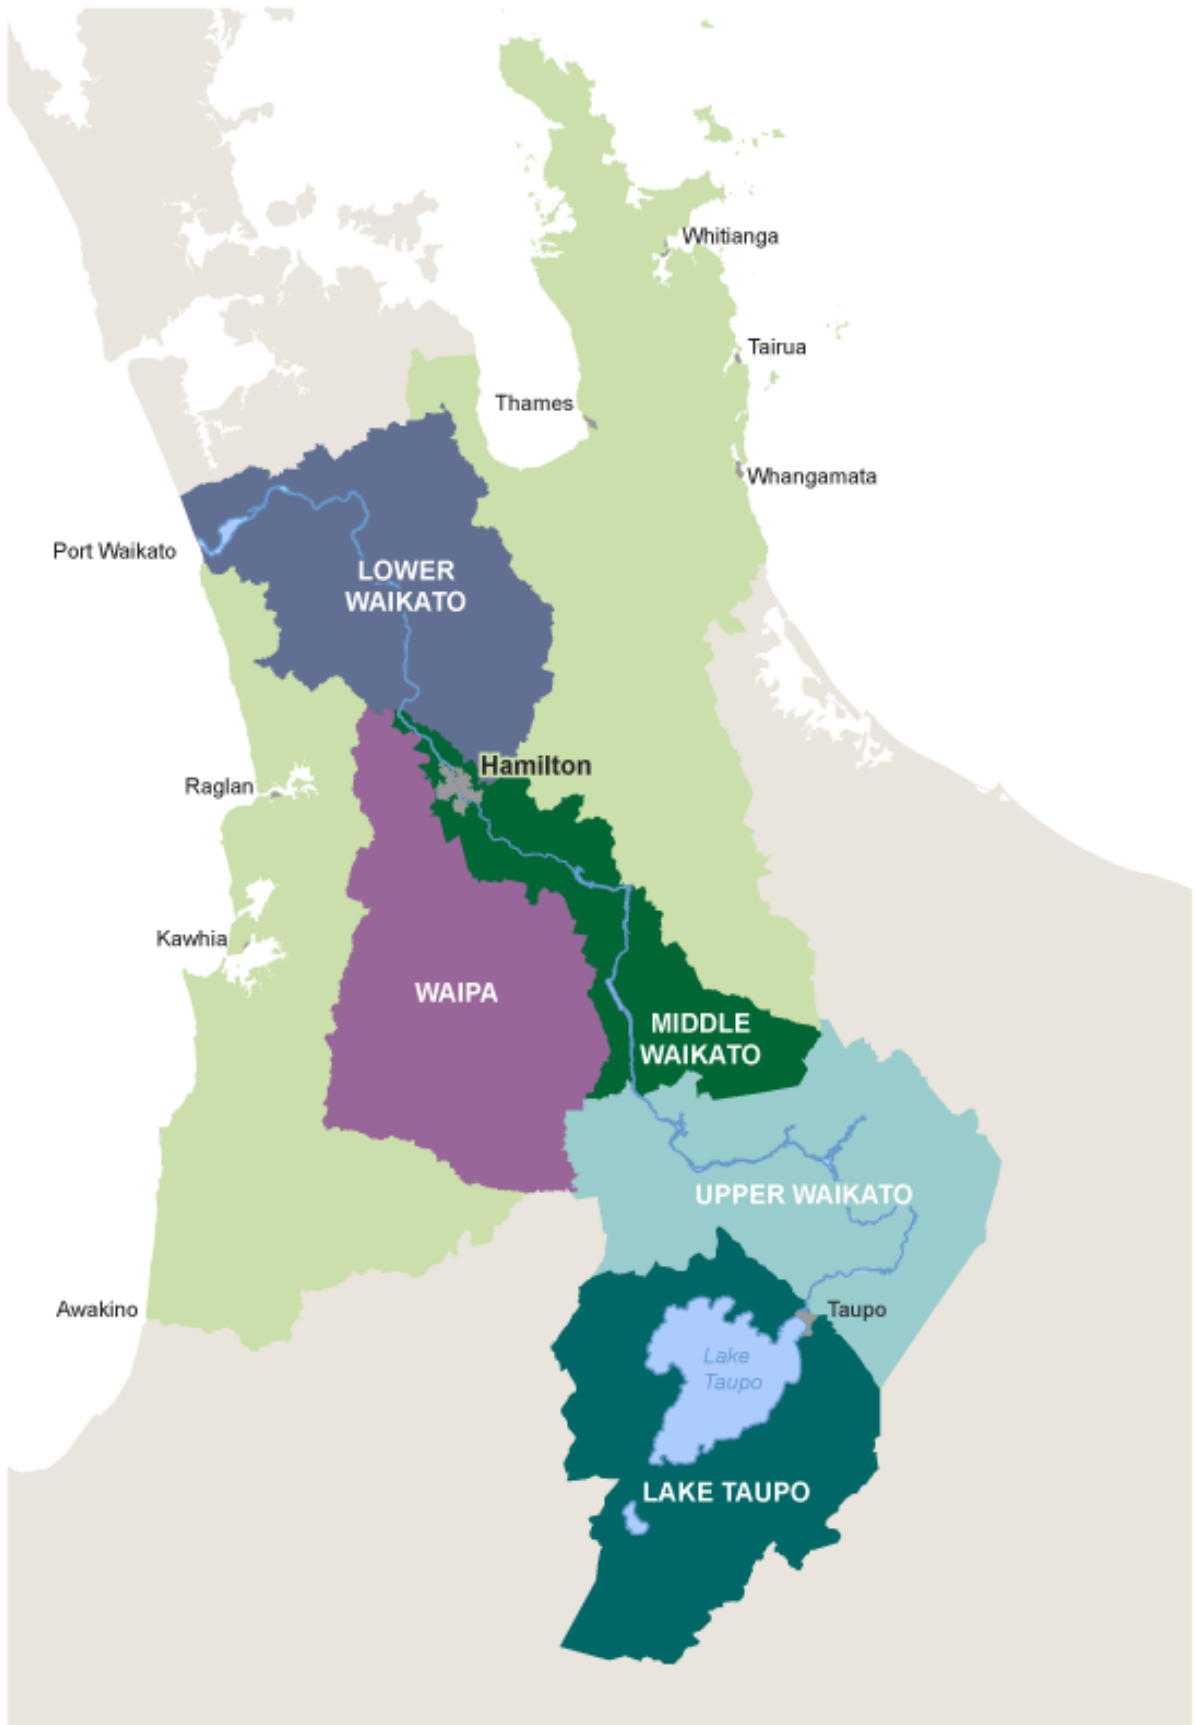 Whitianga
Tairua
Thames
Whangamata
Port Waikato
LOWER
WAIKATO
Hamilton
Raglan
Kawhia
WAIPA
MIDDLE
WAIKATO
UPPER WAIKATO
Awakino
Taupo
Lake
Taupo
LAKE TAUPO